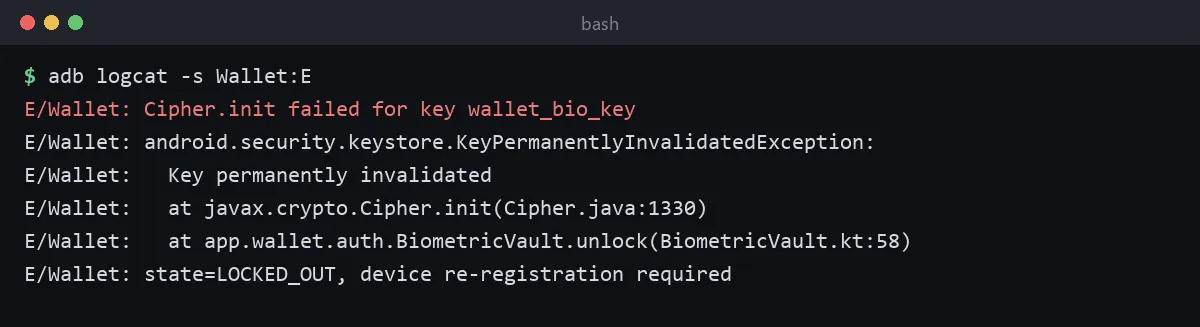 bash
$ adb logcat -s Wallet:E
E/Wallet: Cipher.init failed for key wallet_bio_key
E/Wallet: android.security.keystore.KeyPermanentlyInvalidatedException:
E/Wallet:   Key permanently invalidated
E/Wallet:   at javax.crypto.Cipher.init(Cipher.java:1330)
E/Wallet:   at app.wallet.auth.BiometricVault.unlock(BiometricVault.kt:58)
E/Wallet: state=LOCKED_OUT, device re-registration required